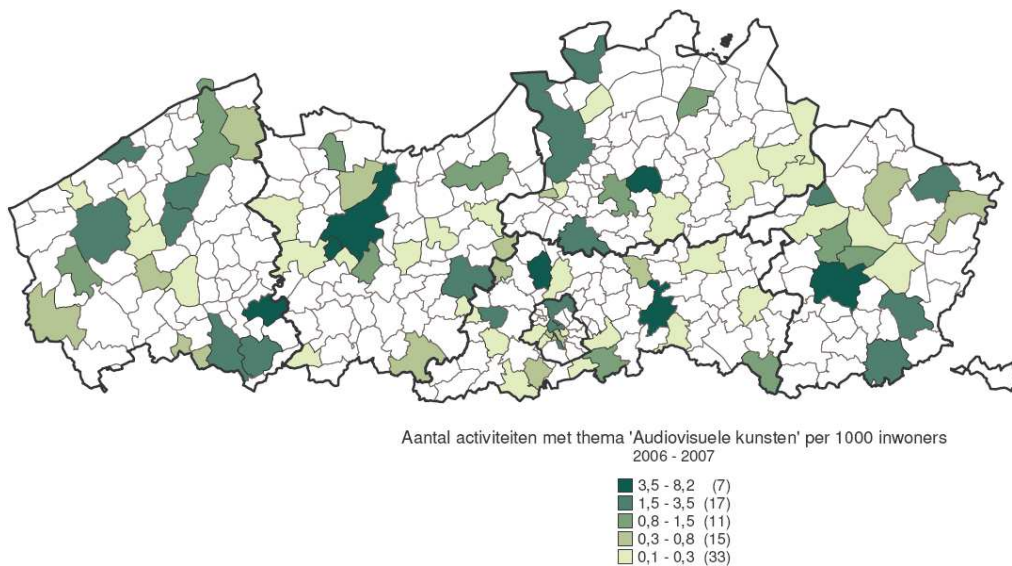 Aantal activiteiten met thema 'Audiovisuele kunsten' per 1000 inwoners
2006 - 2007
3,5 - 8,2 (7)
1,5 - 3,5 (17)
0,8 - 1,5 (11)
0,3 - 0,8 (15)
0,1 - 0,3 (33)